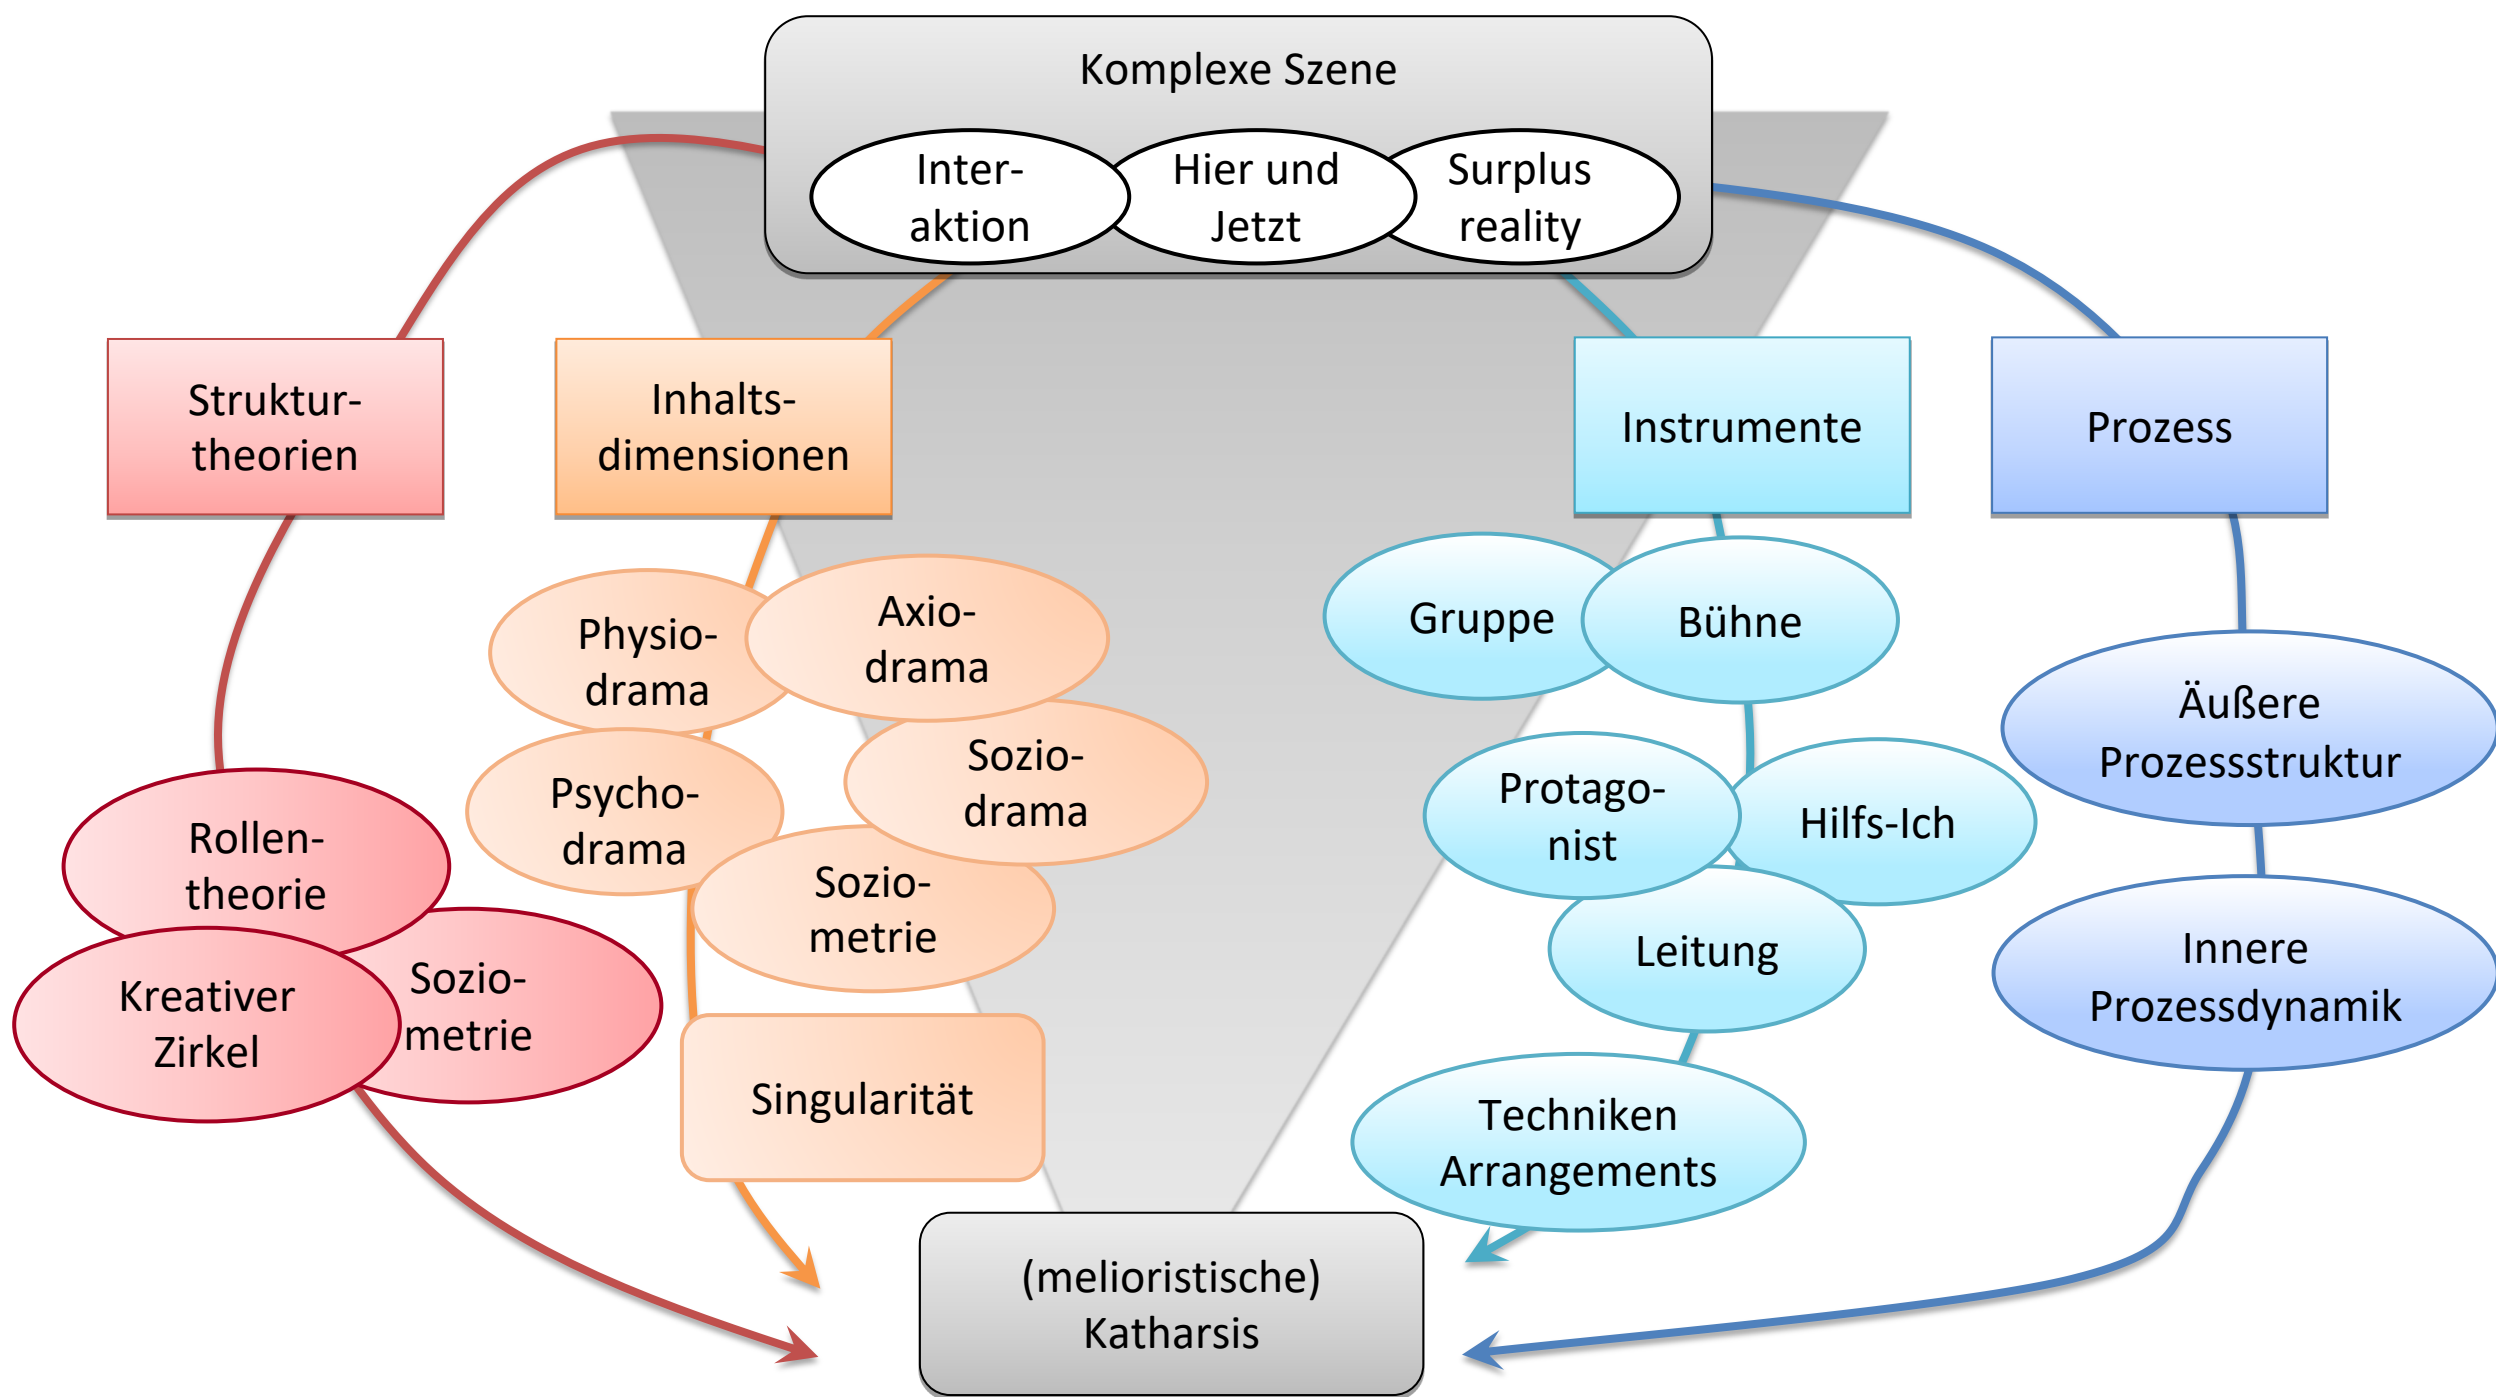 Komplexe Szene
Inter-
aktion
Hier und
Jetzt
Surplus
reality
Struktur-
theorien
Inhalts-
dimensionen
Instrumente
Prozess
Rollen-
theorie
Kreativer
Zirkel
Sozio-
metrie
Physio-
drama
Axio-
drama
Psycho-
drama
Sozio-
drama
Sozio-
metrie
Singularität
Gruppe
Bühne
Protago-
nist
Hilfs-Ich
Leitung
Techniken
Arrangements
Äußere
Prozessstruktur
Innere
Prozessdynamik
(melioristische)
Katharsis